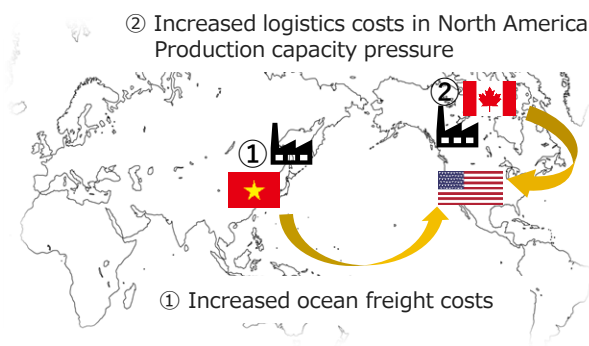 ② Increased logistics costs in North America
Production capacity pressure
②
①
① Increased ocean freight costs